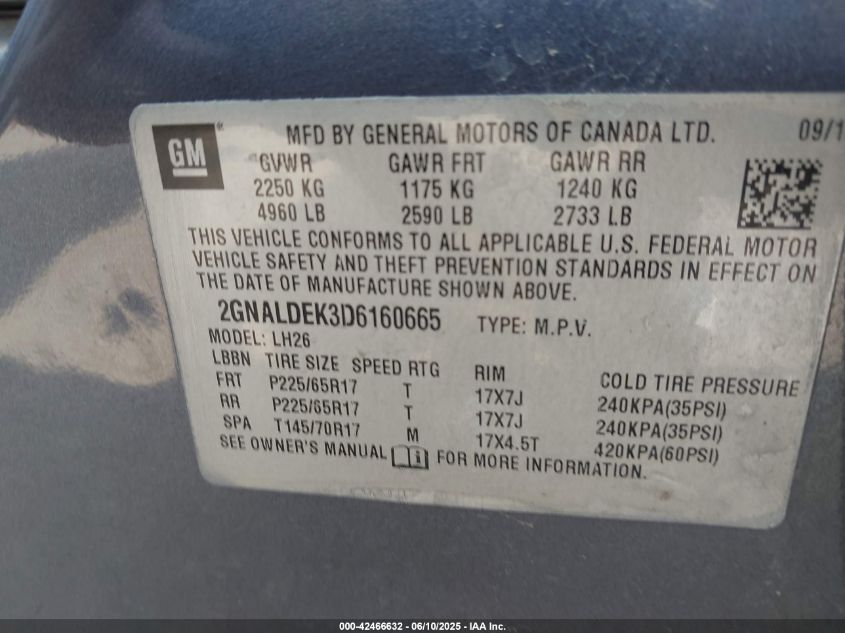 GM
MFD BY GENERAL MOTORS OF CANADA LTD. 09/1
GVWR GAWR FRT GAWR RR
2250 KG 1175 KG 1240 KG
4960 LB 2590 LB 2733 LB
THIS VEHICLE CONFORMS TO ALL APPLICABLE U.S. FEDERAL MOTOR
VEHICLE SAFETY AND THEFT PREVENTION STANDARDS IN EFFECT ON
THE DATE OF MANUFACTURE SHOWN ABOVE.
2GNALDEK3D6160665 TYPE: M.P.V.
MODEL: LH26
LBBN TIRE SIZE SPEED RTG RIM COLD TIRE PRESSURE
FRT P225/65R17 T 17X7J 240KPA(35PSI)
RR P225/65R17 T 17X7J 240KPA(35PSI)
SPA T145/70R17 M 17X4.5T 420KPA(60PSI)
SEE OWNER'S MANUAL FOR MORE INFORMATION.
000-42466632 - 06/10/2025 - IAA Inc.